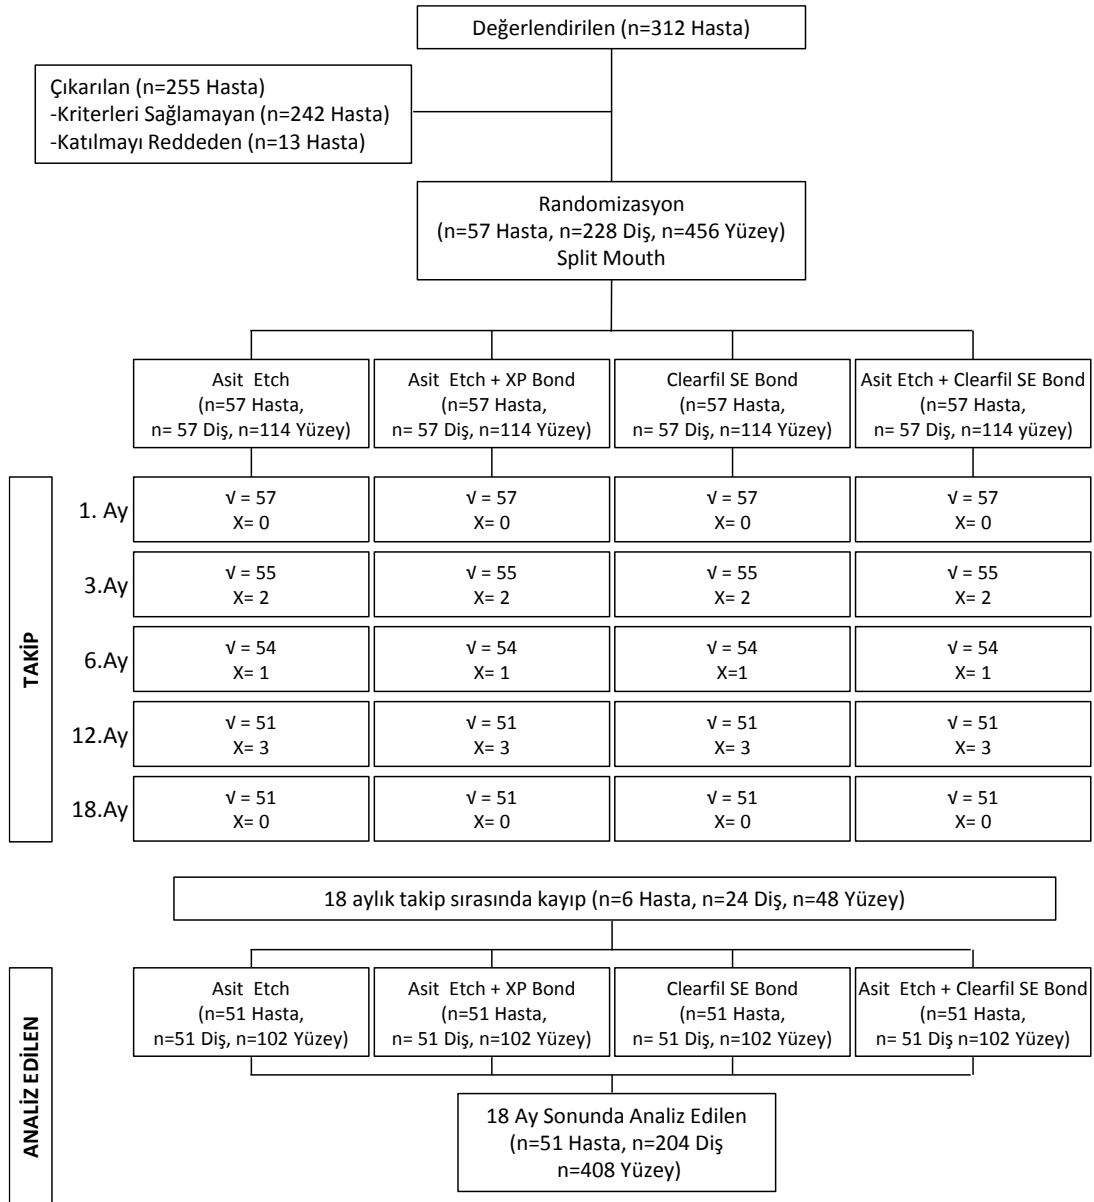 Değerlendirilen (n=312 Hasta)
Çıkarılan (n=255 Hasta)
-Kriterleri Sağlamayan (n=242 Hasta)
-Katılmayı Reddeden (n=13 Hasta)
Randomizasyon
(n=57 Hasta, n=228 Diş, n=456 Yüzey)
Split Mouth
Asit Etch
(n=57 Hasta,
n= 57 Diş, n=114 Yüzey)
Asit Etch + XP Bond
(n=57 Hasta,
n= 57 Diş, n=114 Yüzey)
Clearfil SE Bond
(n=57 Hasta,
n= 57 Diş, n=114 Yüzey)
Asit Etch + Clearfil SE Bond
(n=57 Hasta,
n= 57 Diş, n=114 yüzey)
TAKİP
1. Ay
√ = 57
X= 0
√ = 57
X= 0
√ = 57
X= 0
√ = 57
X= 0
3.Ay
√ = 55
X= 2
√ = 55
X= 2
√ = 55
X= 2
√ = 55
X= 2
6.Ay
√ = 54
X= 1
√ = 54
X= 1
√ = 54
X=1
√ = 54
X= 1
12.Ay
√ = 51
X= 3
√ = 51
X= 3
√ = 51
X= 3
√ = 51
X= 3
18.Ay
√ = 51
X= 0
√ = 51
X= 0
√ = 51
X= 0
√ = 51
X= 0
18 aylık takip sırasında kayıp (n=6 Hasta, n=24 Diş, n=48 Yüzey)
ANALİZ EDİLEN
Asit Etch
(n=51 Hasta,
n=51 Diş, n=102 Yüzey)
Asit Etch + XP Bond
(n=51 Hasta,
n= 51 Diş, n=102 Yüzey)
Clearfil SE Bond
(n=51 Hasta,
n= 51 Diş, n=102 Yüzey)
Asit Etch + Clearfil SE Bond
(n=51 Hasta,
n= 51 Diş n=102 Yüzey)
18 Ay Sonunda Analiz Edilen
(n=51 Hasta, n=204 Diş
n=408 Yüzey)